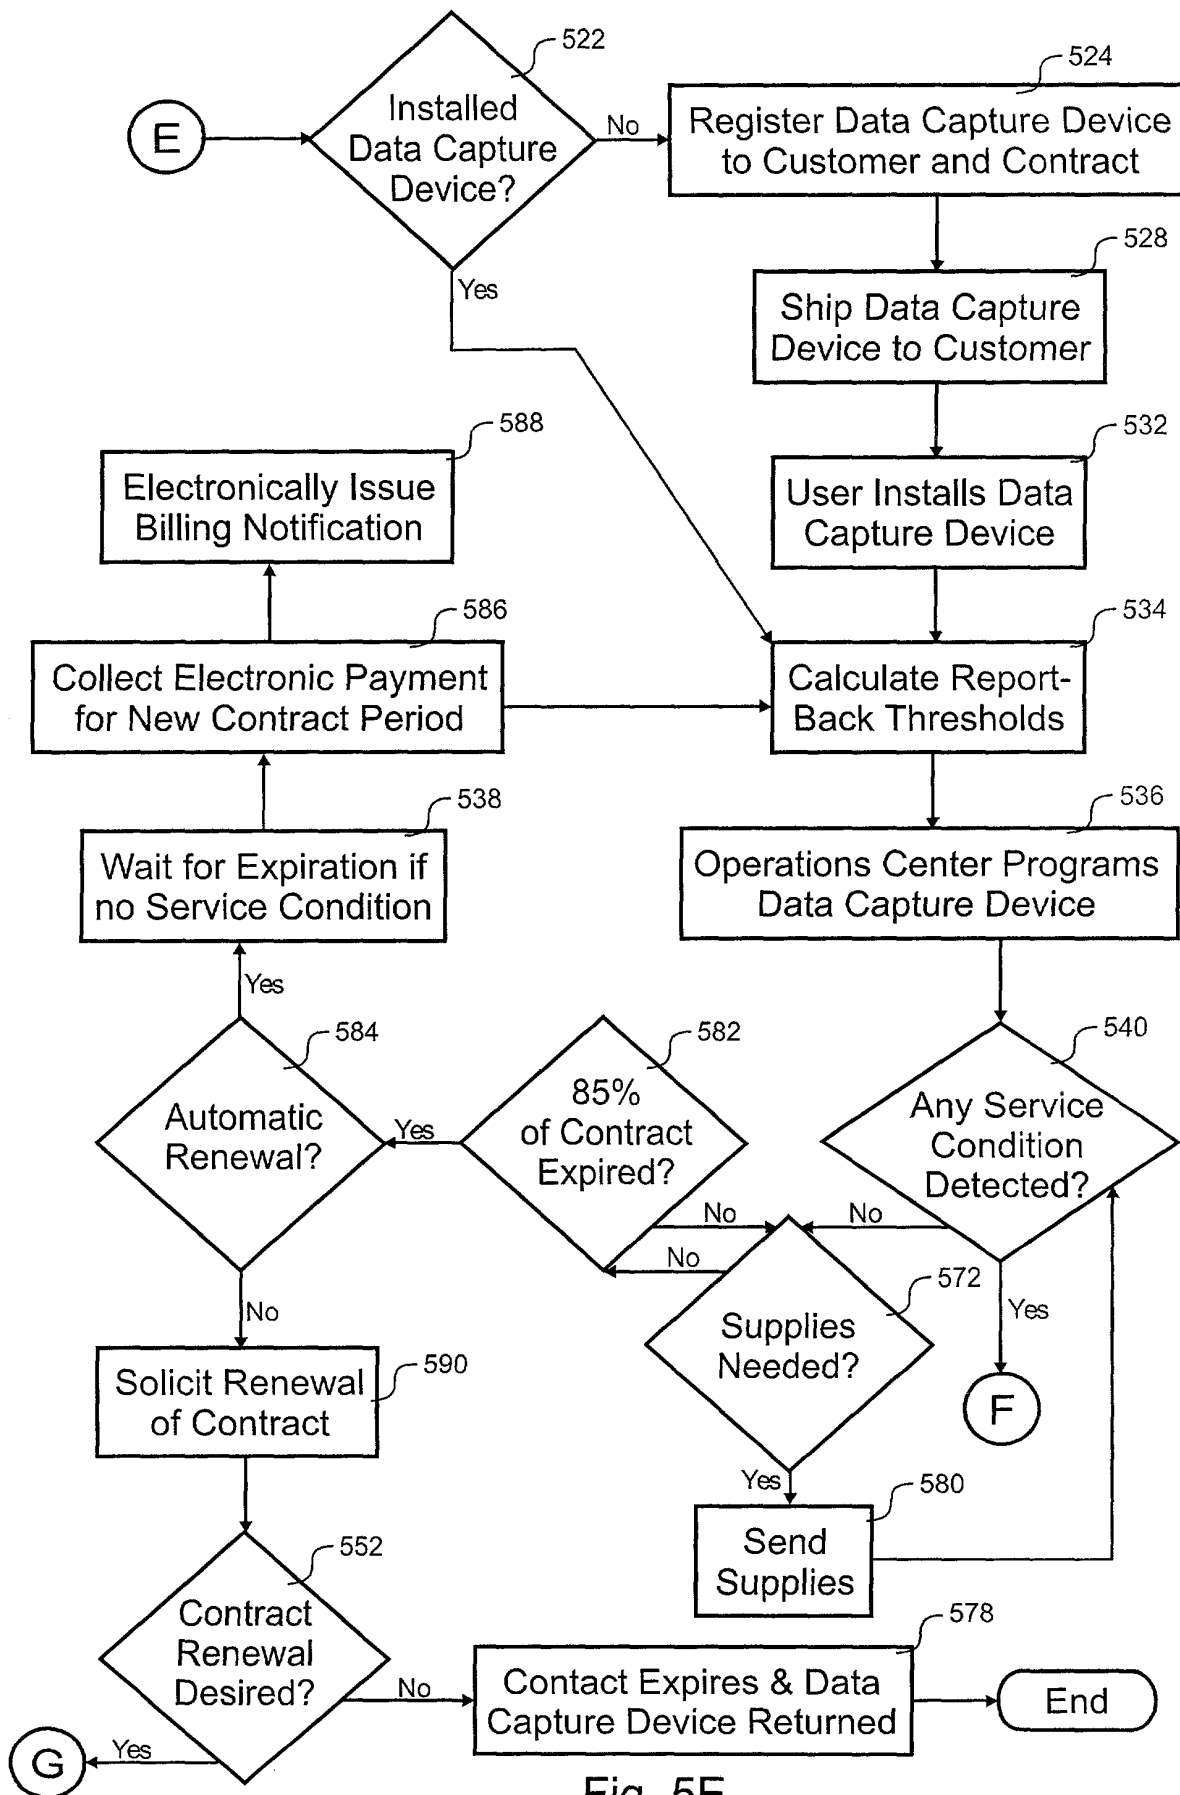 522
E
Installed
Data Capture
Device?
No
524
Register Data Capture Device
to Customer and Contract
Yes
528
Ship Data Capture
Device to Customer
532
User Installs Data
Capture Device
588
Electronically Issue
Billing Notification
586
Collect Electronic Payment
for New Contract Period
534
Calculate Report-
Back Thresholds
538
Wait for Expiration if
no Service Condition
536
Operations Center Programs
Data Capture Device
Yes
584
Automatic
Renewal?
Yes
582
85%
of Contract
Expired?
540
Any Service
Condition
Detected?
No
No
No
572
Supplies
Needed?
Yes
F
No
590
Solicit Renewal
of Contract
Yes
580
Send
Supplies
552
Contract
Renewal
Desired?
No
578
Contact Expires & Data
Capture Device Returned
End
Yes
G